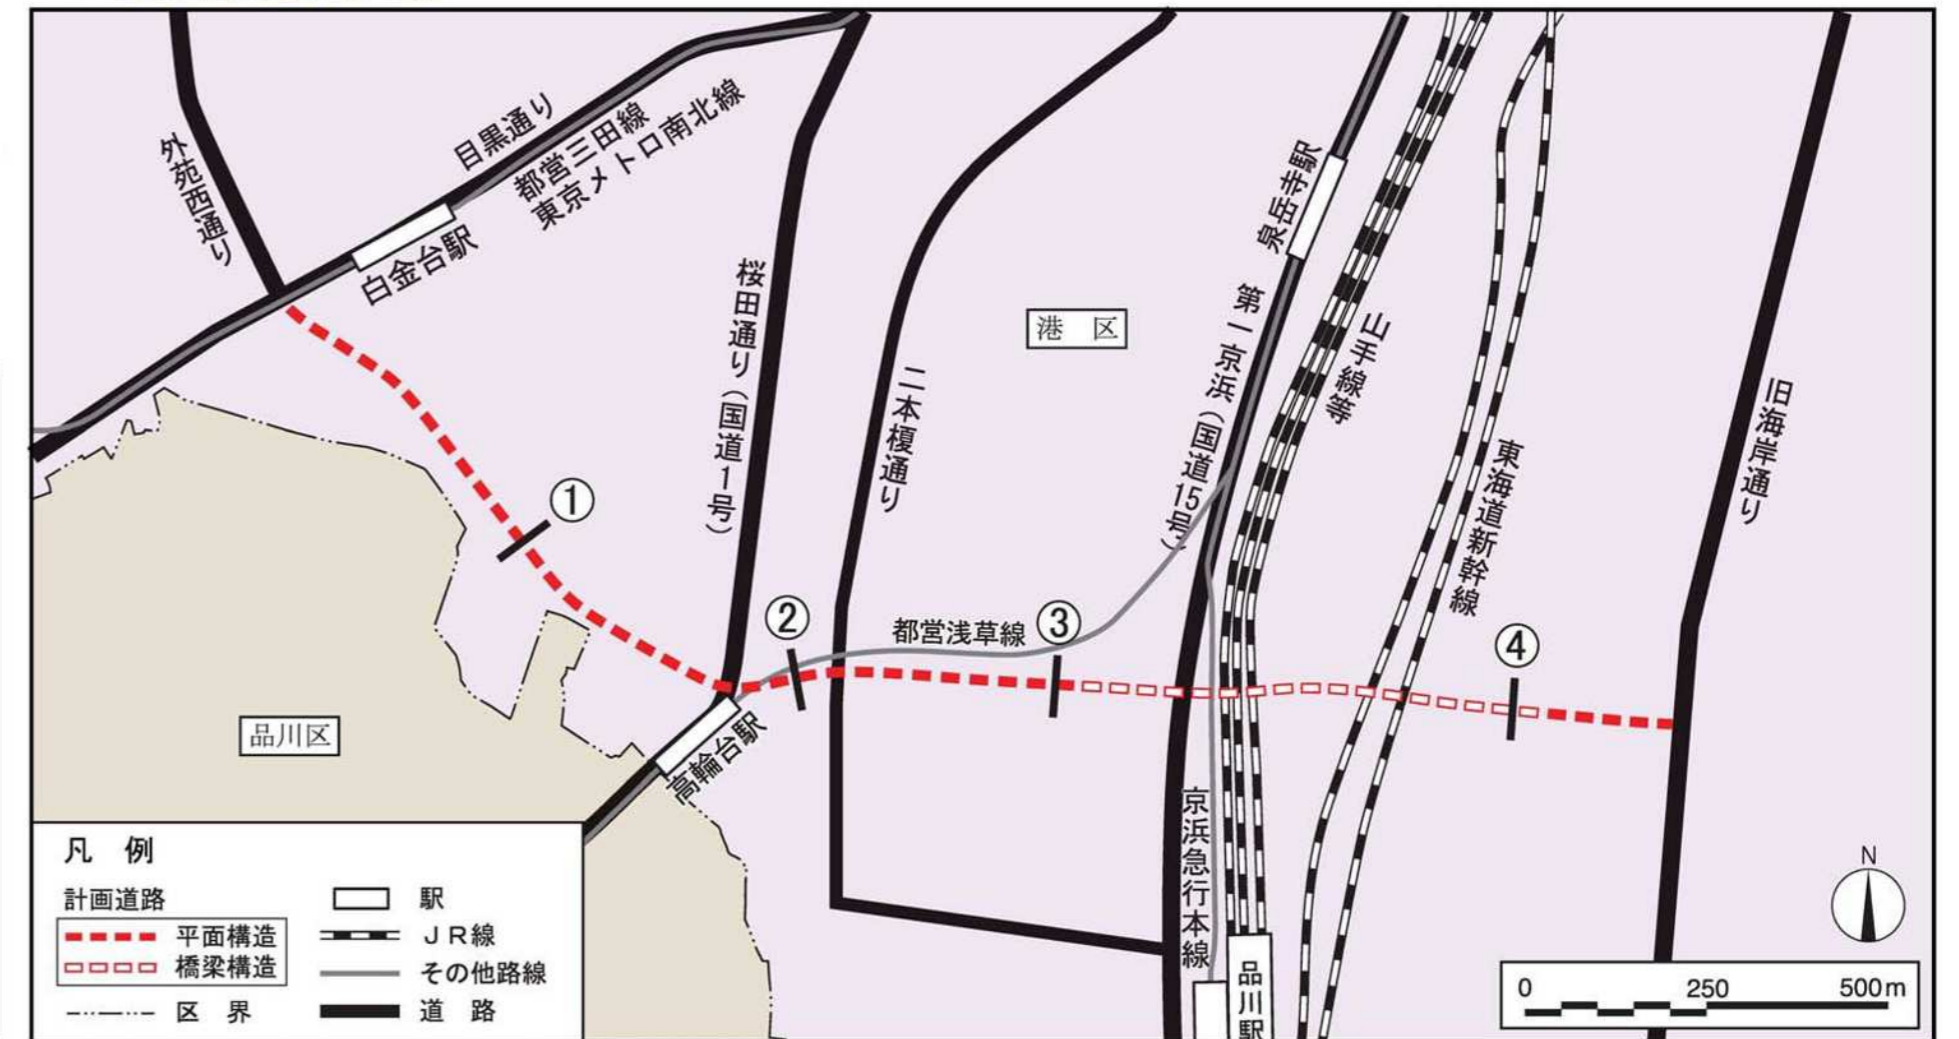 外苑西通り
目黒通り
都営三田線
東京メトロ南北線
白金台駅
桜田通り(国道1号)
二本榎通り
港 区
泉岳寺駅
第一京浜(国道15号)
山手線等
東海道新幹線
旧海岸通り
①
②
都営浅草線
③
④
品川区
高輪台駅
京浜急行本線
品川駅
凡 例
計画道路
平面構造
橋梁構造
区 界
駅
JR線
その他路線
道 路
N
0 250 500m